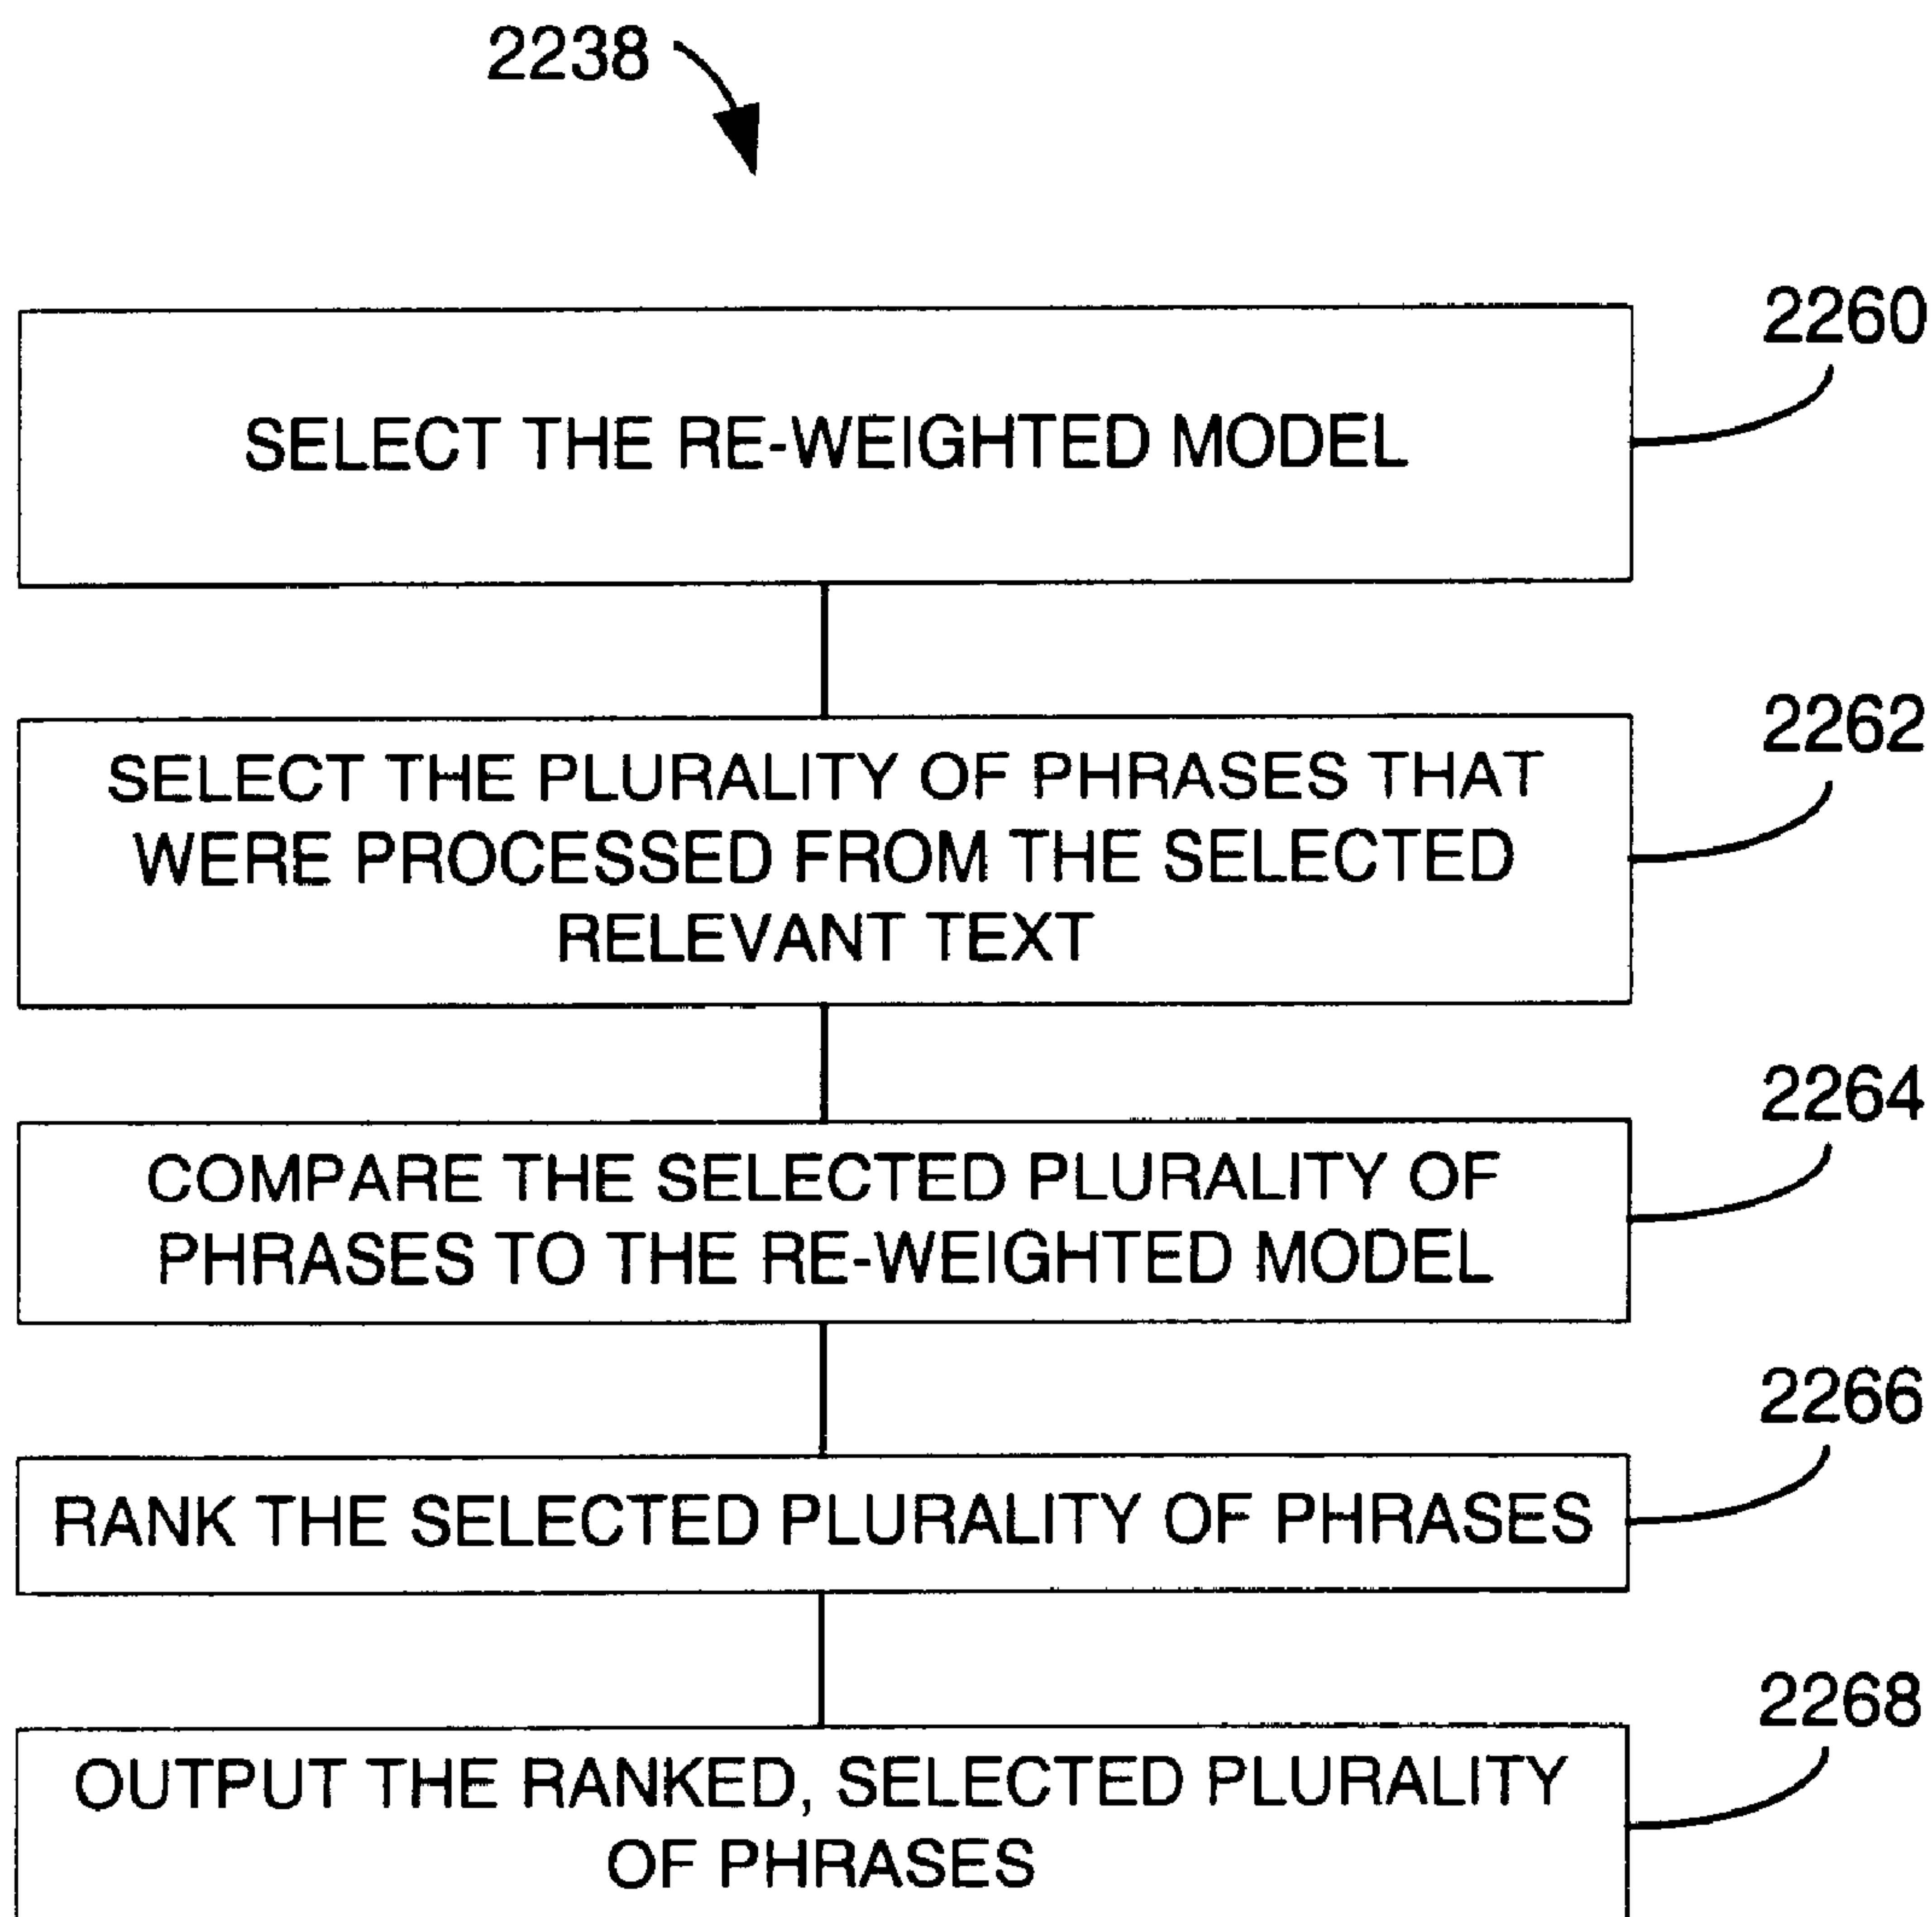 2238
2260
SELECT THE RE-WEIGHTED MODEL
2262
SELECT THE PLURALITY OF PHRASES THAT
WERE PROCESSED FROM THE SELECTED
RELEVANT TEXT
2264
COMPARE THE SELECTED PLURALITY OF
PHRASES TO THE RE-WEIGHTED MODEL
2266
RANK THE SELECTED PLURALITY OF PHRASES
2268
OUTPUT THE RANKED, SELECTED PLURALITY
OF PHRASES